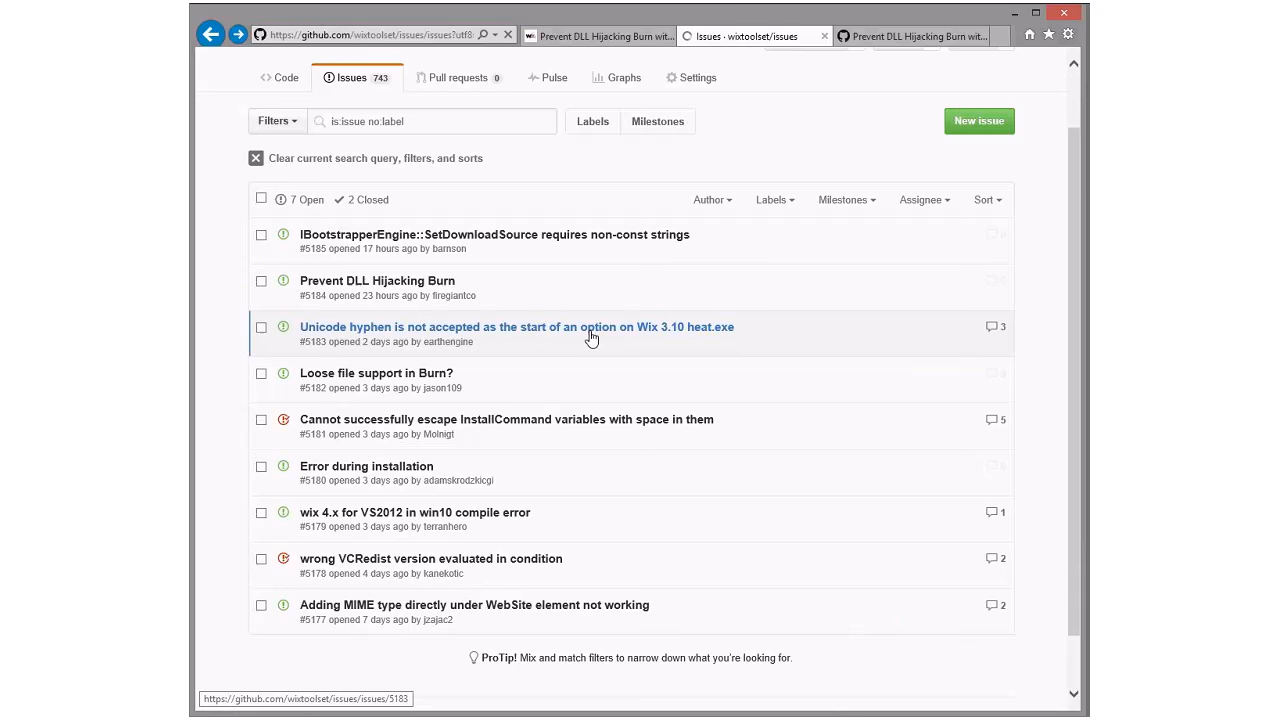 https://github.com/wixtoolset/issues/issues?utf8
Prevent DLL Hijacking Burn wit...
Issues · wixtoolset/issues
Prevent DLL Hijacking Burn wit...
Code
Issues 743
Pull requests 0
Pulse
Graphs
Settings
Filters
is:issue no:label
Labels
Milestones
New issue
Clear current search query, filters, and sorts
7 Open
2 Closed
Author
Labels
Milestones
Assignee
Sort
IBootstrapperEngine::SetDownloadSource requires non-const strings
0
#5185 opened 17 hours ago by barnson
Prevent DLL Hijacking Burn
0
#5184 opened 23 hours ago by firegiantco
Unicode hyphen is not accepted as the start of an option on Wix 3.10 heat.exe
3
#5183 opened 2 days ago by earthengine
Loose file support in Burn?
0
#5182 opened 3 days ago by jason109
Cannot successfully escape InstallCommand variables with space in them
5
#5181 opened 3 days ago by Molnigt
Error during installation
0
#5180 opened 3 days ago by adamskrodzkicgi
wix 4.x for VS2012 in win10 compile error
1
#5179 opened 3 days ago by terranhero
wrong VCRedist version evaluated in condition
2
#5178 opened 4 days ago by kanekotic
Adding MIME type directly under WebSite element not working
2
#5177 opened 7 days ago by jzajac2
ProTip! Mix and match filters to narrow down what you're looking for.
https://github.com/wixtoolset/issues/issues/5183